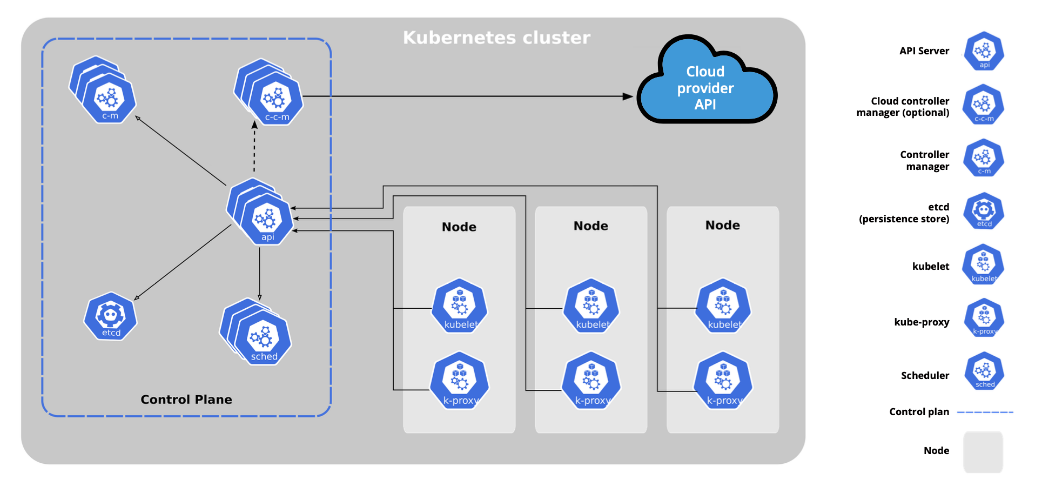 Kubernetes cluster
c-m
c-c-m
Cloud
provider
API
api
etcd
sched
Control Plane
Node
kubelet
k-proxy
Node
kubelet
k-proxy
Node
kubelet
k-proxy
API Server
api
Cloud controller
manager (optional)
c-c-m
Controller
manager
c-m
etcd
(persistence store)
etcd
kubelet
kubelet
kube-proxy
k-proxy
Scheduler
sched
Control plan
Node